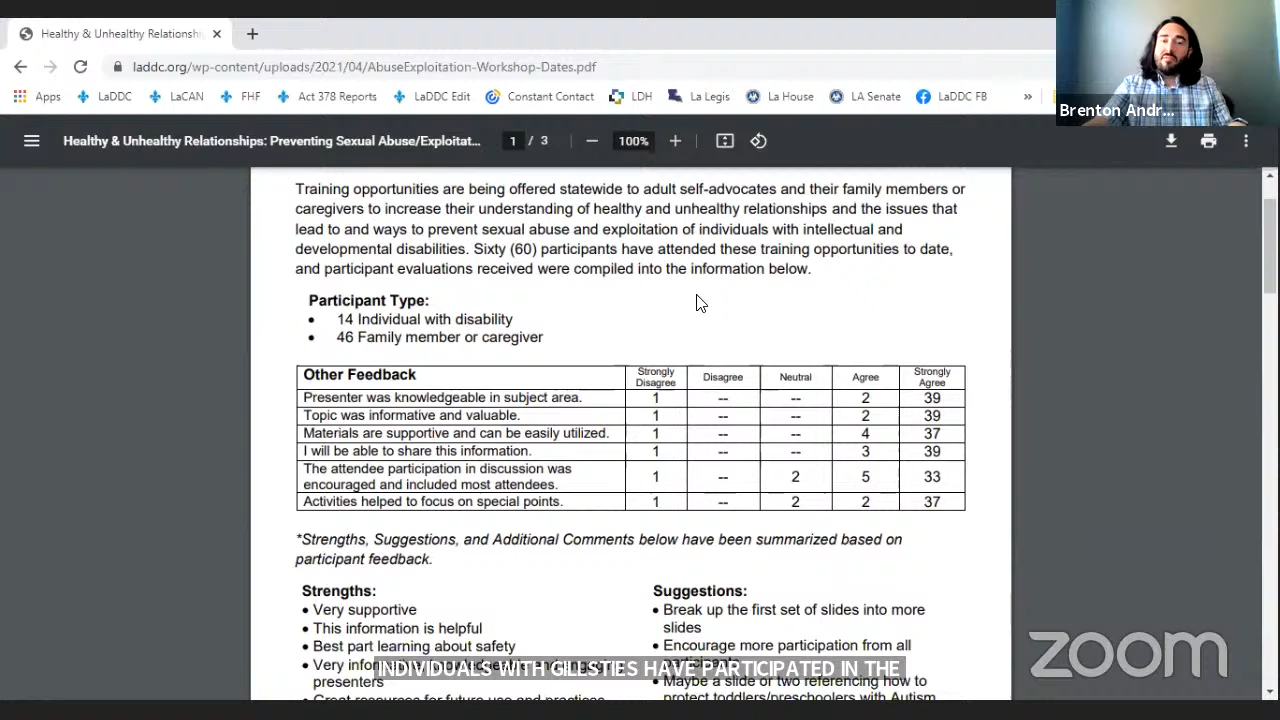 Healthy & Unhealthy Relationshi
laddc.org/wp-content/uploads/2021/04/AbuseExploitation-Workshop-Dates.pdf
Apps LaDDC LaCAN FHF Act 378 Reports LaDDC Edit Constant Contact LDH La Legis La House LA Senate LaDDC FB »
Brenton Andr...
Healthy & Unhealthy Relationships: Preventing Sexual Abuse/Exploitat... 1 / 3 100%
Training opportunities are being offered statewide to adult self-advocates and their family members or
caregivers to increase their understanding of healthy and unhealthy relationships and the issues that
lead to and ways to prevent sexual abuse and exploitation of individuals with intellectual and
developmental disabilities. Sixty (60) participants have attended these training opportunities to date,
and participant evaluations received were compiled into the information below.
Participant Type:
• 14 Individual with disability
• 46 Family member or caregiver
Other Feedback Strongly Disagree Disagree Neutral Agree Strongly Agree
Presenter was knowledgeable in subject area. 1 -- -- 2 39
Topic was informative and valuable. 1 -- -- 2 39
Materials are supportive and can be easily utilized. 1 -- -- 4 37
I will be able to share this information. 1 -- -- 3 39
The attendee participation in discussion was
encouraged and included most attendees. 1 -- 2 5 33
Activities helped to focus on special points. 1 -- 2 2 37
*Strengths, Suggestions, and Additional Comments below have been summarized based on
participant feedback.
Strengths:
• Very supportive
• This information is helpful
• Best part learning about safety
• Very
presenters
Suggestions:
• Break up the first set of slides into more
slides
• Encourage more participation from all
• Maybe a slide or two referencing how to
protect toddlers/preschoolers with Autism
INDIVIDUALS WITH GILESTIES HAVE PARTICIPATED IN THE
zoom